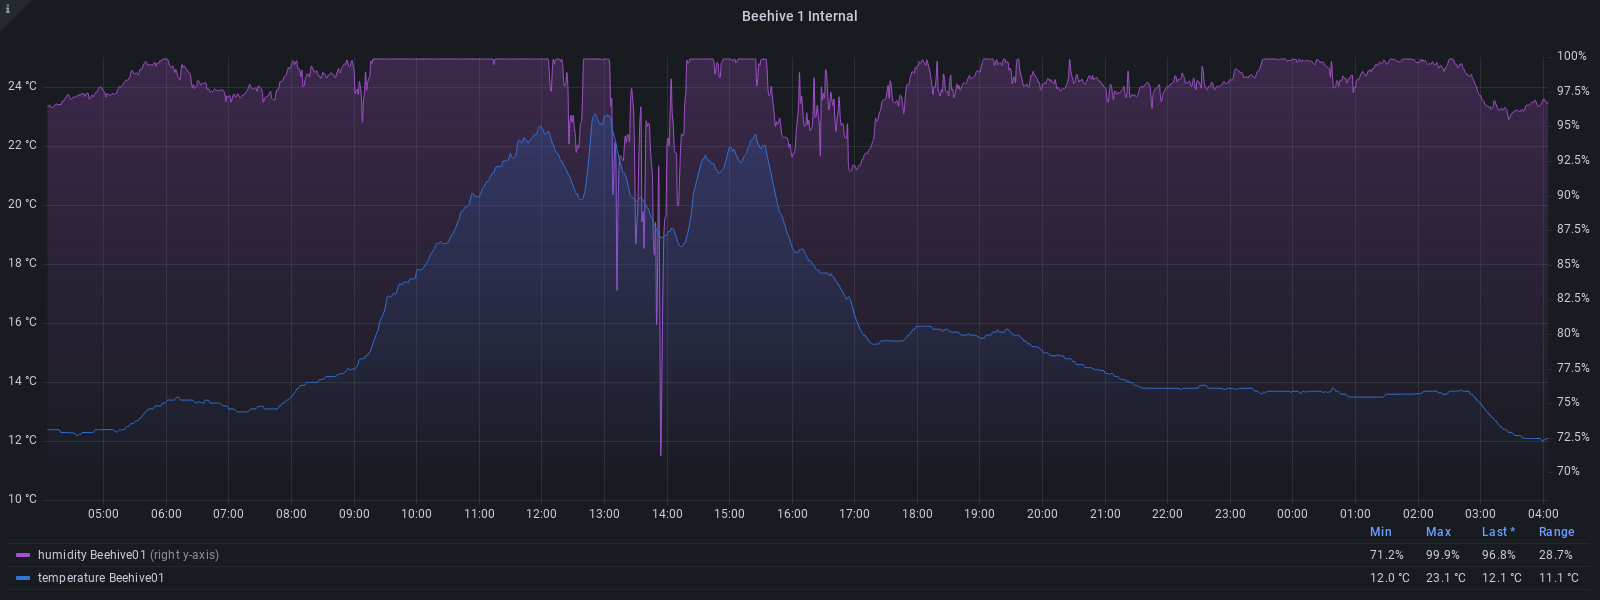 i
Beehive 1 Internal
24 °C
22 °C
20 °C
18 °C
16 °C
14 °C
12 °C
10 °C
100%
97.5%
95%
92.5%
90%
87.5%
85%
82.5%
80%
77.5%
75%
72.5%
70%
05:00 06:00 07:00 08:00 09:00 10:00 11:00 12:00 13:00 14:00 15:00 16:00 17:00 18:00 19:00 20:00 21:00 22:00 23:00 00:00 01:00 02:00 03:00 04:00
Min Max Last * Range
humidity Beehive01 (right y-axis) 71.2% 99.9% 96.8% 28.7%
temperature Beehive01 12.0 °C 23.1 °C 12.1 °C 11.1 °C